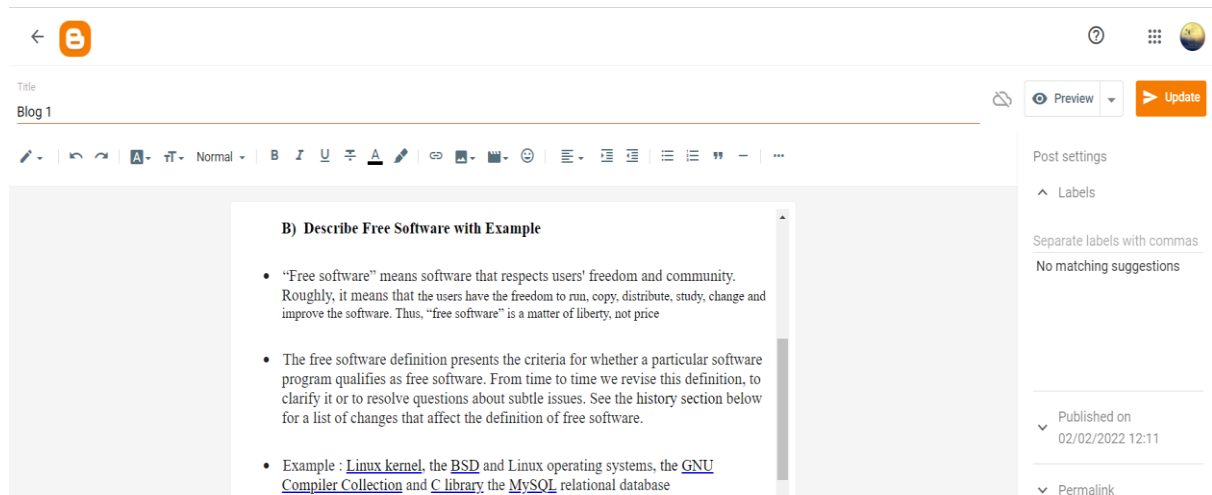 Title
Blog 1
Preview
Update
Normal
B I U A
Post settings
Labels
Separate labels with commas
No matching suggestions
Published on
02/02/2022 12:11
Permalink
B) Describe Free Software with Example
• “Free software” means software that respects users' freedom and community.
Roughly, it means that the users have the freedom to run, copy, distribute, study, change and
improve the software. Thus, “free software” is a matter of liberty, not price
• The free software definition presents the criteria for whether a particular software
program qualifies as free software. From time to time we revise this definition, to
clarify it or to resolve questions about subtle issues. See the history section below
for a list of changes that affect the definition of free software.
• Example : Linux kernel, the BSD and Linux operating systems, the GNU
Compiler Collection and C library the MySQL relational database